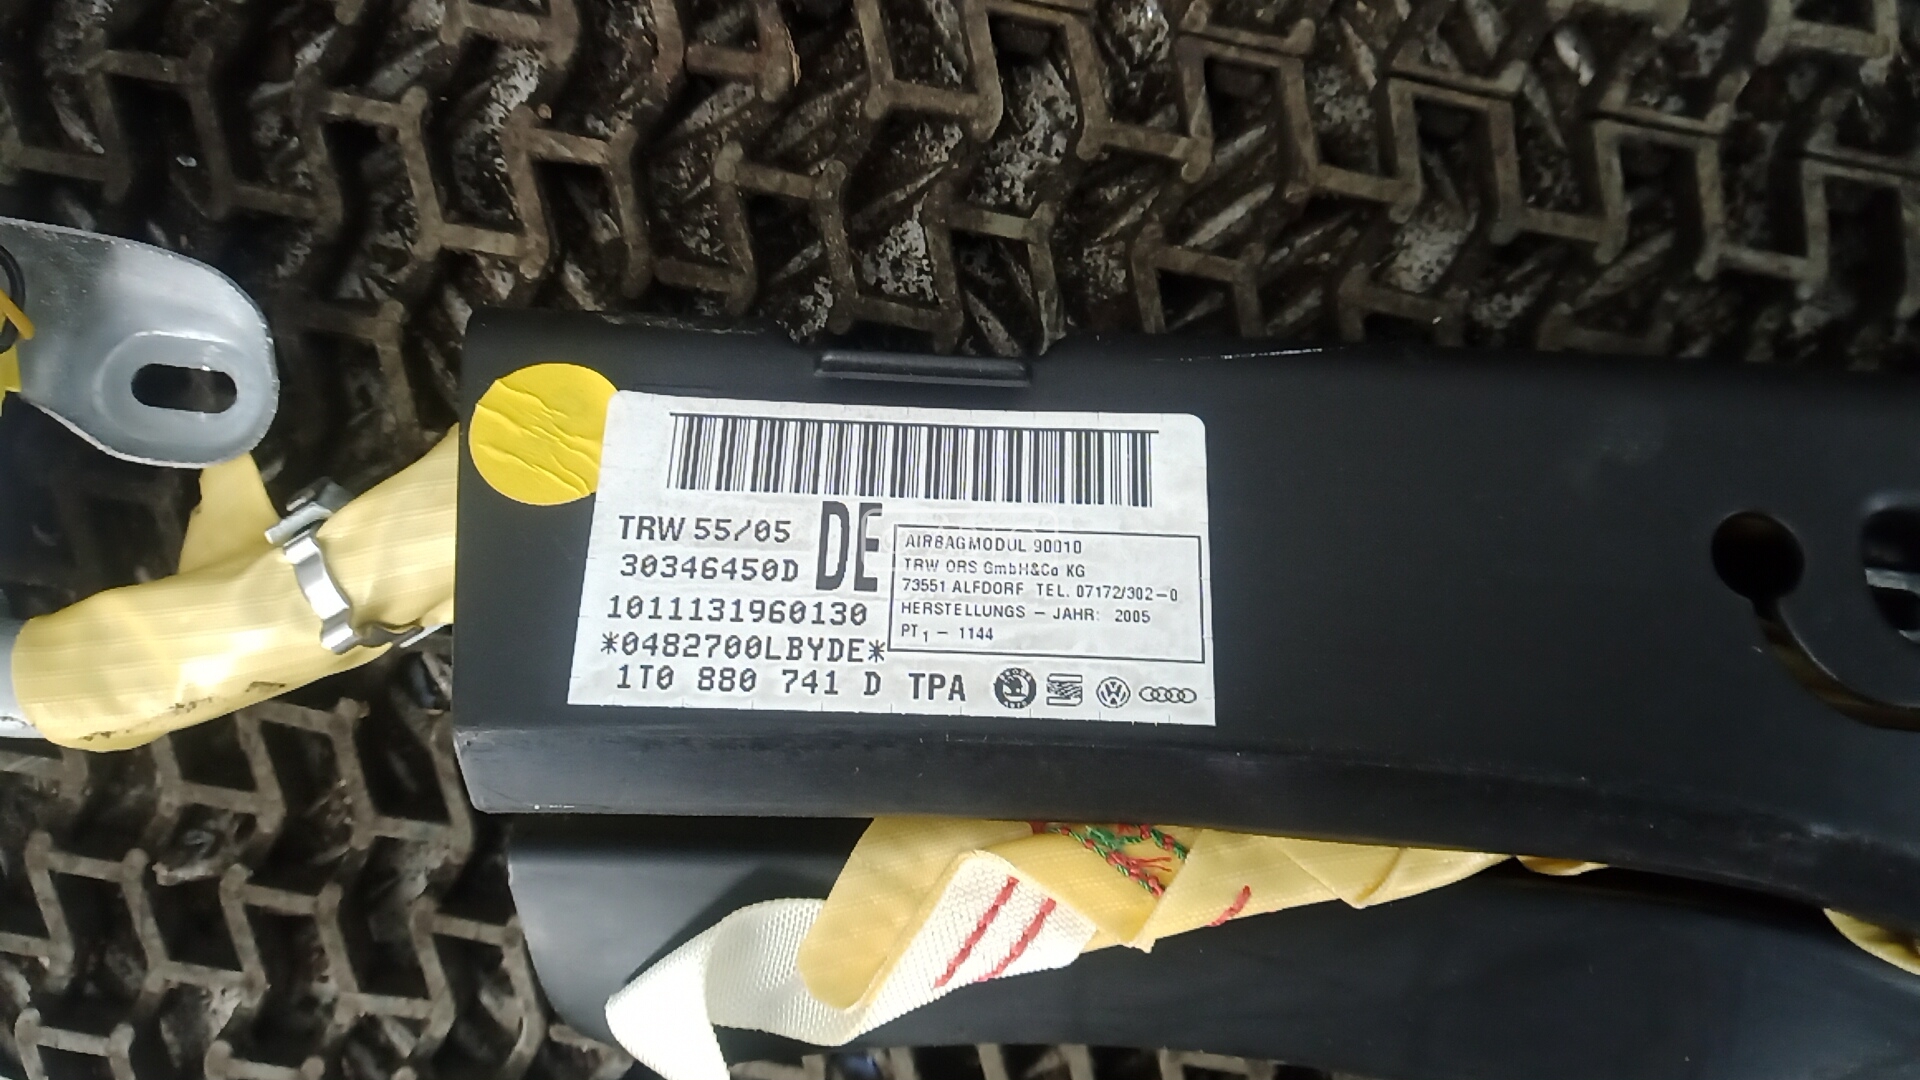 TRW 55/05
DE
30346450D
1011131960130
*0482700LBYDE*
1T0 880 741 D TPA
AIRBAGMODUL 90010
TRW ORS GmbH&Co KG
73551 ALFDORF TEL. 07172/302-0
HERSTELLUNGS - JAHR: 2005
PT1 - 1144